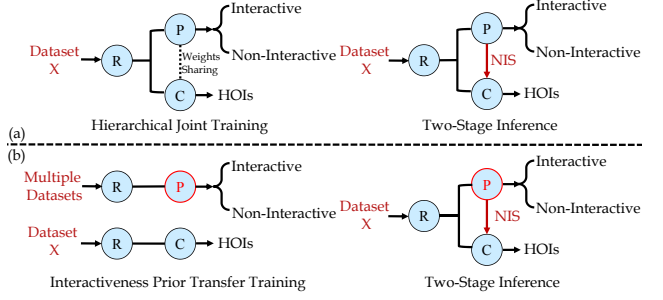 Interactive
P
Dataset
X
R
Weights
Sharing
Non-Interactive
C
HOIs
Hierarchical Joint Training
Interactive
P
Dataset
X
R
NIS
Non-Interactive
C
HOIs
Two-Stage Inference
(a)
(b)
Interactive
Multiple
Datasets
R
P
Non-Interactive
Dataset
X
R
C
HOIs
Interactiveness Prior Transfer Training
Interactive
P
Dataset
X
R
NIS
Non-Interactive
C
HOIs
Two-Stage Inference